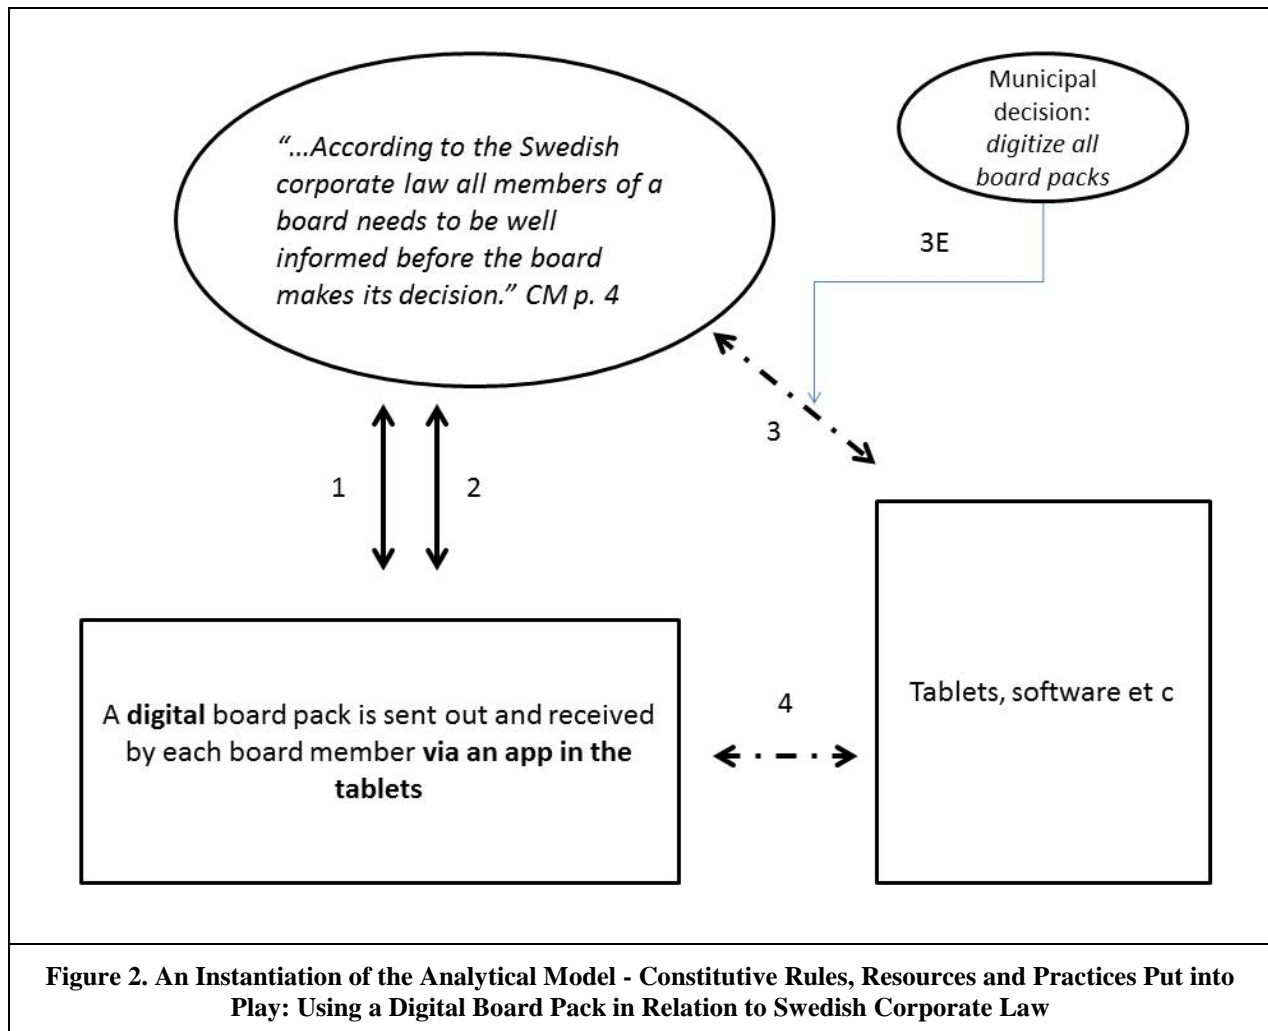 “...According to the Swedish
corporate law all members of a
board needs to be well
informed before the board
makes its decision.” CM p. 4
Municipal
decision:
digitize all
board packs
3E
3
1
2
A digital board pack is sent out and received
by each board member via an app in the
tablets
4
Tablets, software et c
Figure 2. An Instantiation of the Analytical Model - Constitutive Rules, Resources and Practices Put into
Play: Using a Digital Board Pack in Relation to Swedish Corporate Law